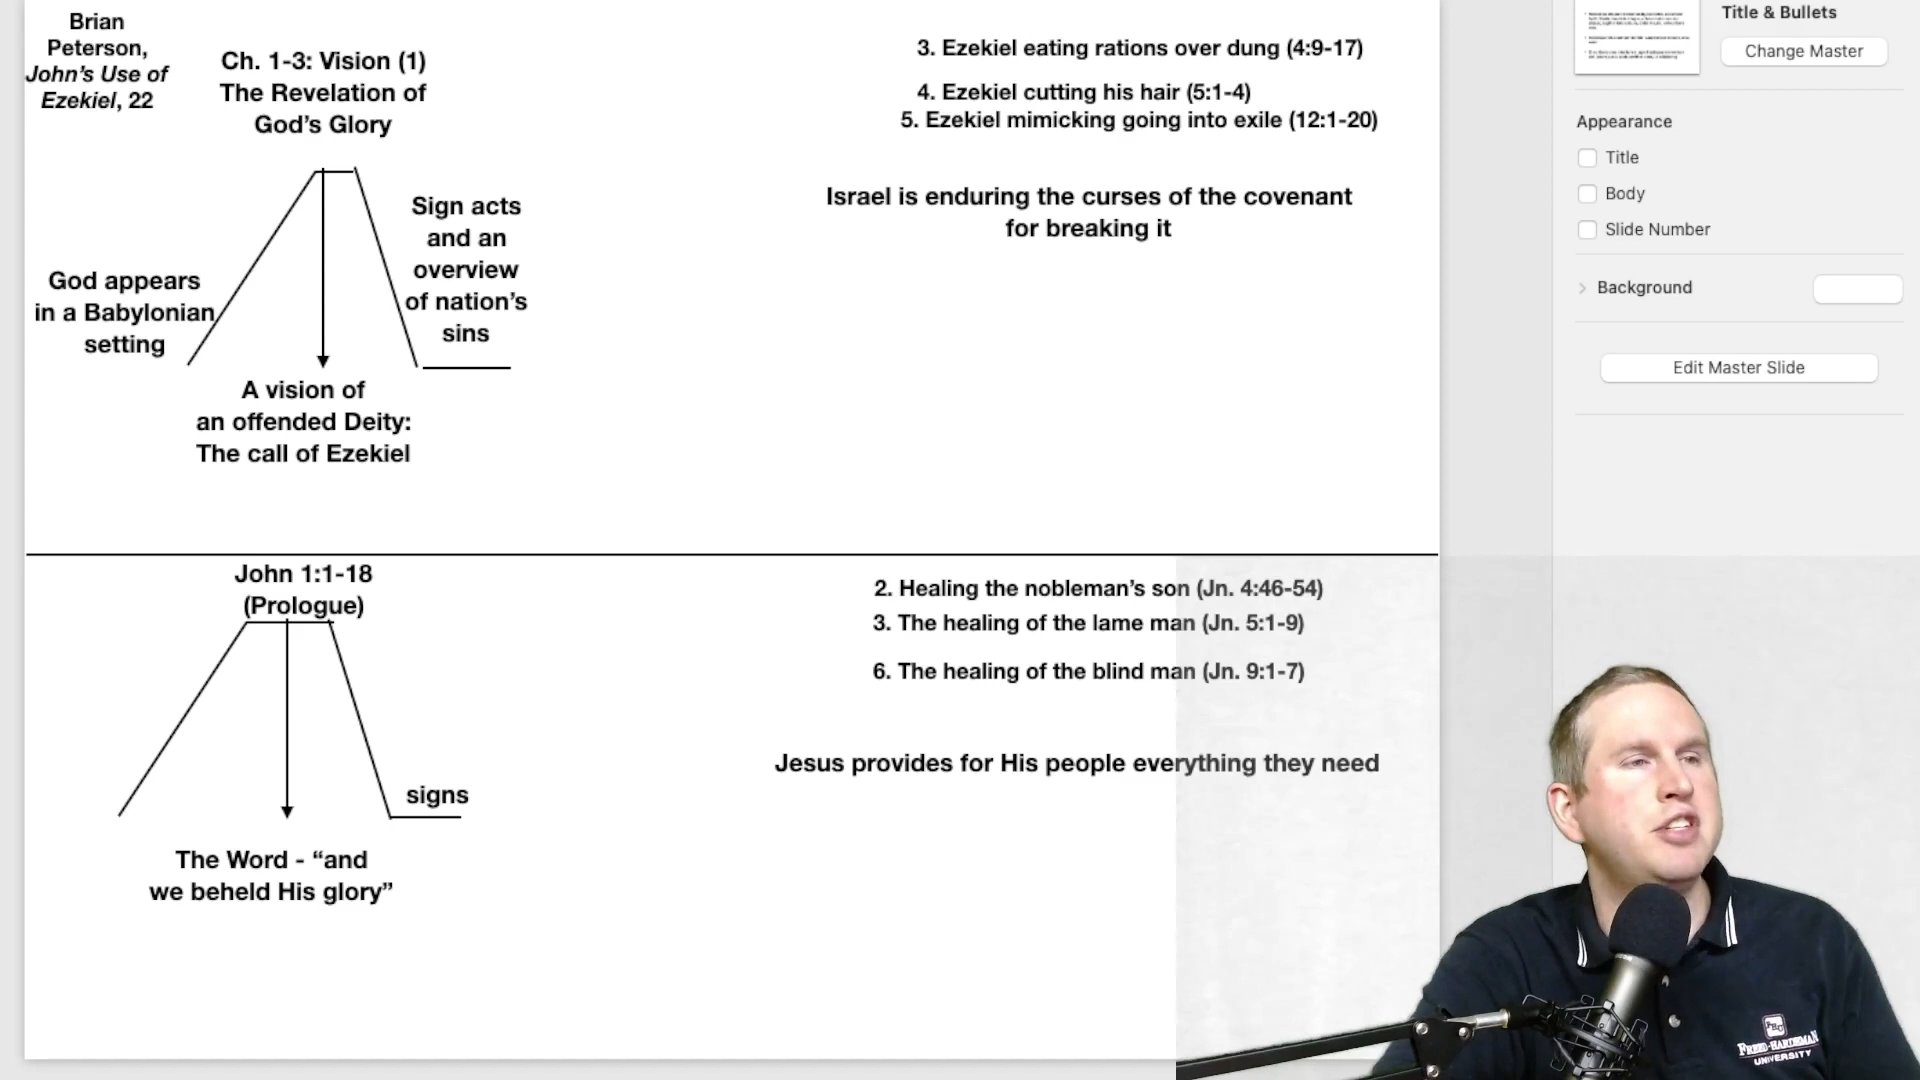 Brian
Peterson,
John's Use of
Ezekiel, 22
Ch. 1-3: Vision (1)
The Revelation of
God's Glory
God appears
in a Babylonian
setting
Sign acts
and an
overview
of nation's
sins
A vision of
an offended Deity:
The call of Ezekiel
3. Ezekiel eating rations over dung (4:9-17)
4. Ezekiel cutting his hair (5:1-4)
5. Ezekiel mimicking going into exile (12:1-20)
Israel is enduring the curses of the covenant
for breaking it
John 1:1-18
(Prologue)
signs
The Word - “and
we beheld His glory”
2. Healing the nobleman's son (Jn. 4:46-54)
3. The healing of the lame man (Jn. 5:1-9)
6. The healing of the blind man (Jn. 9:1-7)
Jesus provides for His people everything they need
Title & Bullets
Change Master
Appearance
Title
Body
Slide Number
Background
Edit Master Slide
FHU
FREED-HARDEMAN
UNIVERSITY